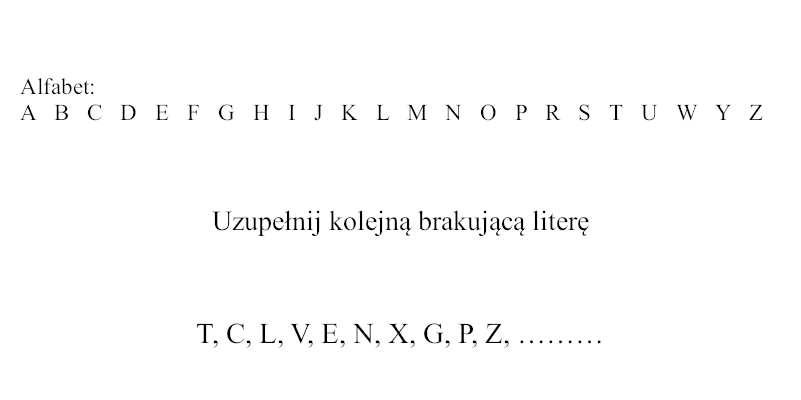 Alfabet:
A B C D E F G H I J K L M N O P R S T U W Y Z
Uzupełnij kolejną brakującą literę
T, C, L, V, E, N, X, G, P, Z, ………